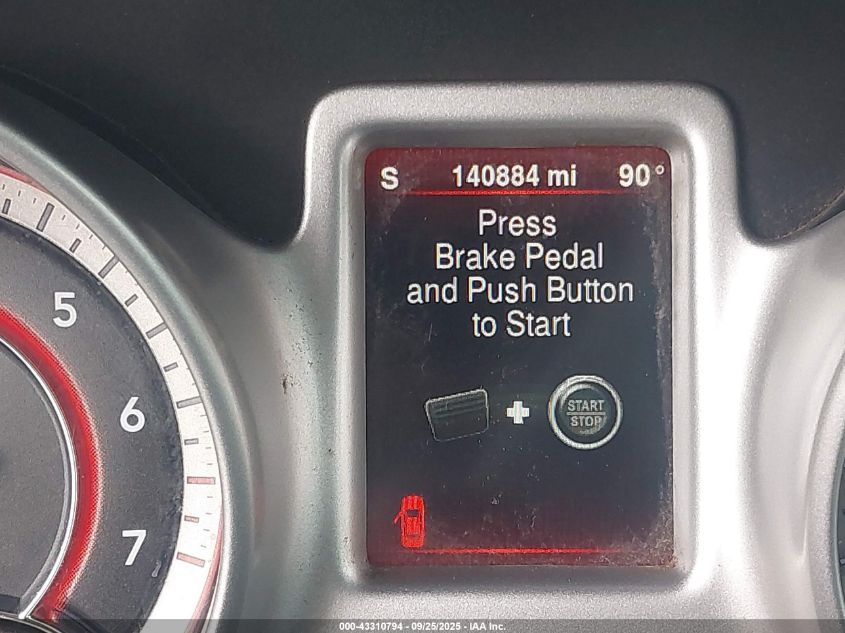 S 140884 mi 90°
Press
Brake Pedal
and Push Button
to Start
START
STOP
5
6
7
000-43310794 - 09/25/2025 - IAA Inc.